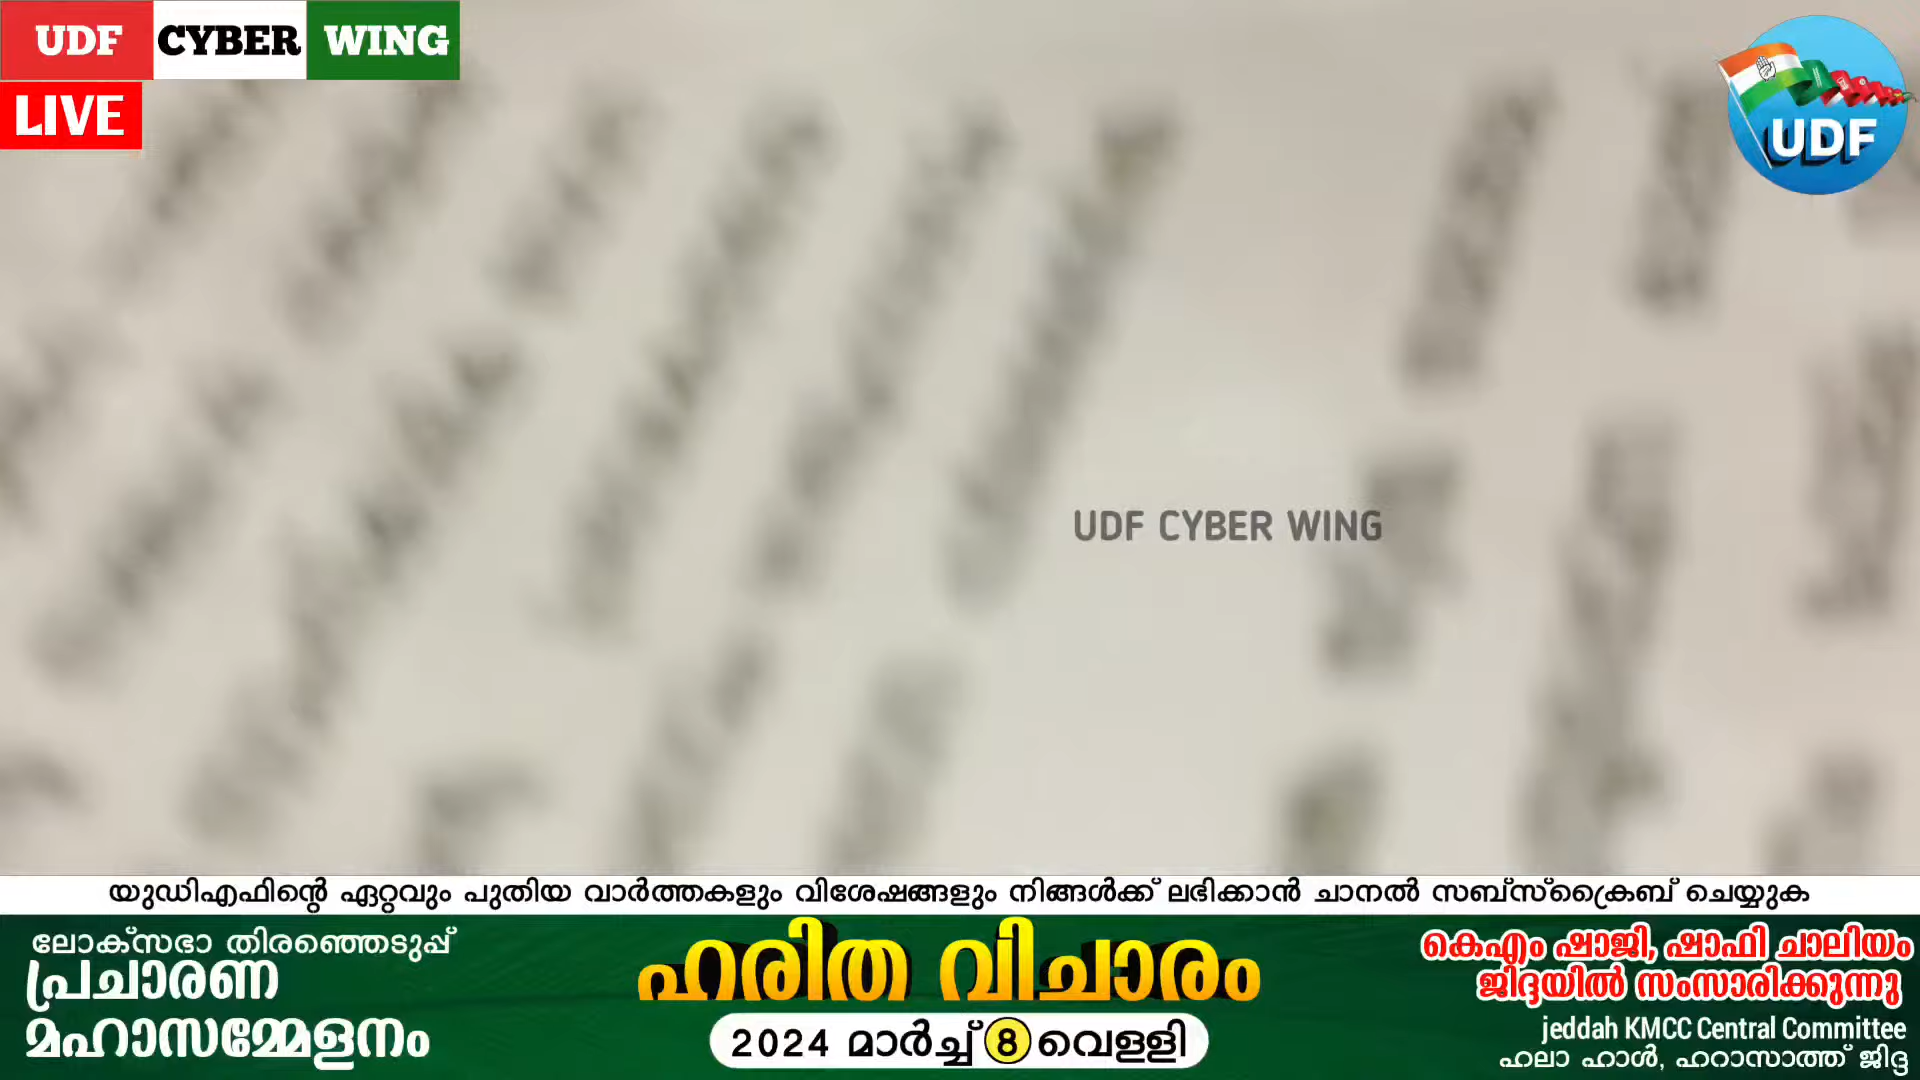 UDF CYBER WING
LIVE
UDF
UDF CYBER WING
യുഡിഎഫിന്റെ ഏറ്റവും പുതിയ വാർത്തകളും വിശേഷങ്ങളും നിങ്ങൾക്ക് ലഭിക്കാൻ ചാനൽ സബ്സ്ക്രൈബ് ചെയ്യുക
ലോക്സഭാ തിരഞ്ഞെടുപ്പ്
പ്രചാരണ
മഹാസമ്മേളനം
ഹരിത വിചാരം
2024 മാർച്ച് 8 വെള്ളി
കെഎം ഷാജി, ഷാഫി ചാലിയം
ജിദ്ദയിൽ സംസാരിക്കുന്നു
jeddah KMCC Central Committee
ഹലാ ഹാൾ, ഹറാസാത്ത് ജിദ്ദ